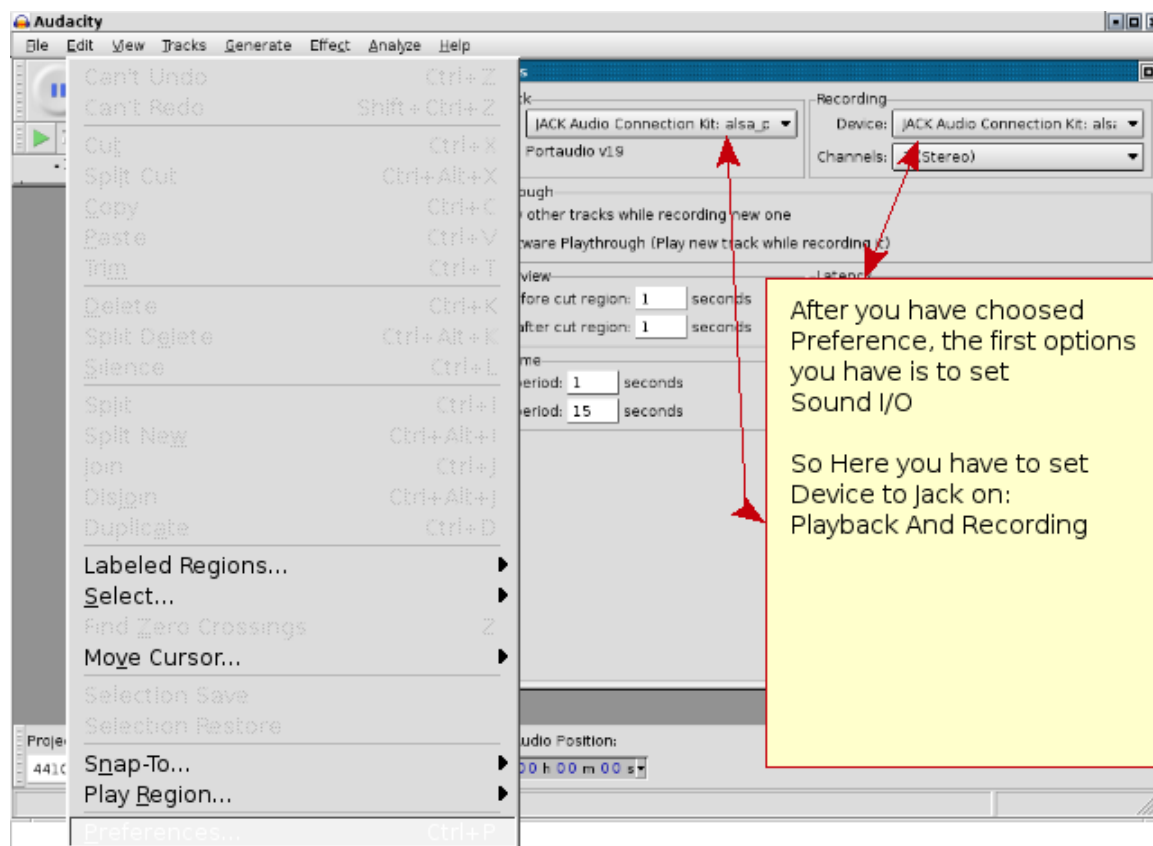 Audacity
File Edit View Tracks Generate Effect Analyze Help
Can't Undo Ctrl+Z
Can't Redo Shift+Ctrl+Z
Cut Ctrl+X
Split Cut Ctrl+Alt+X
Copy Ctrl+C
Paste Ctrl+V
Trim Ctrl+T
Delete Ctrl+K
Split Delete Ctrl+Alt+K
Silence Ctrl+L
Split Ctrl+I
Split New Ctrl+Alt+I
Join Ctrl+J
Disjoin Ctrl+Alt+J
Duplicate Ctrl+D
Labeled Regions...
Select...
Find Zero Crossings Z
Move Cursor...
Selection Save
Selection Restore
Snap-To...
Play Region...
Preferences... Ctrl+P
JACK Audio Connection Kit: alsa_p
Portaudio v19
Recording
Device: JACK Audio Connection Kit: alsa
Channels: (Stereo)
other tracks while recording new one
ware Playthrough (Play new track while recording it)
view
fore cut region: 1 seconds
after cut region: 1 seconds
Latency
me
period: 1 seconds
period: 15 seconds
After you have choosed
Preference, the first options
you have is to set
Sound I/O
So Here you have to set
Device to Jack on:
Playback And Recording
Proje
441
udio Position:
00 h 00 m 00 s